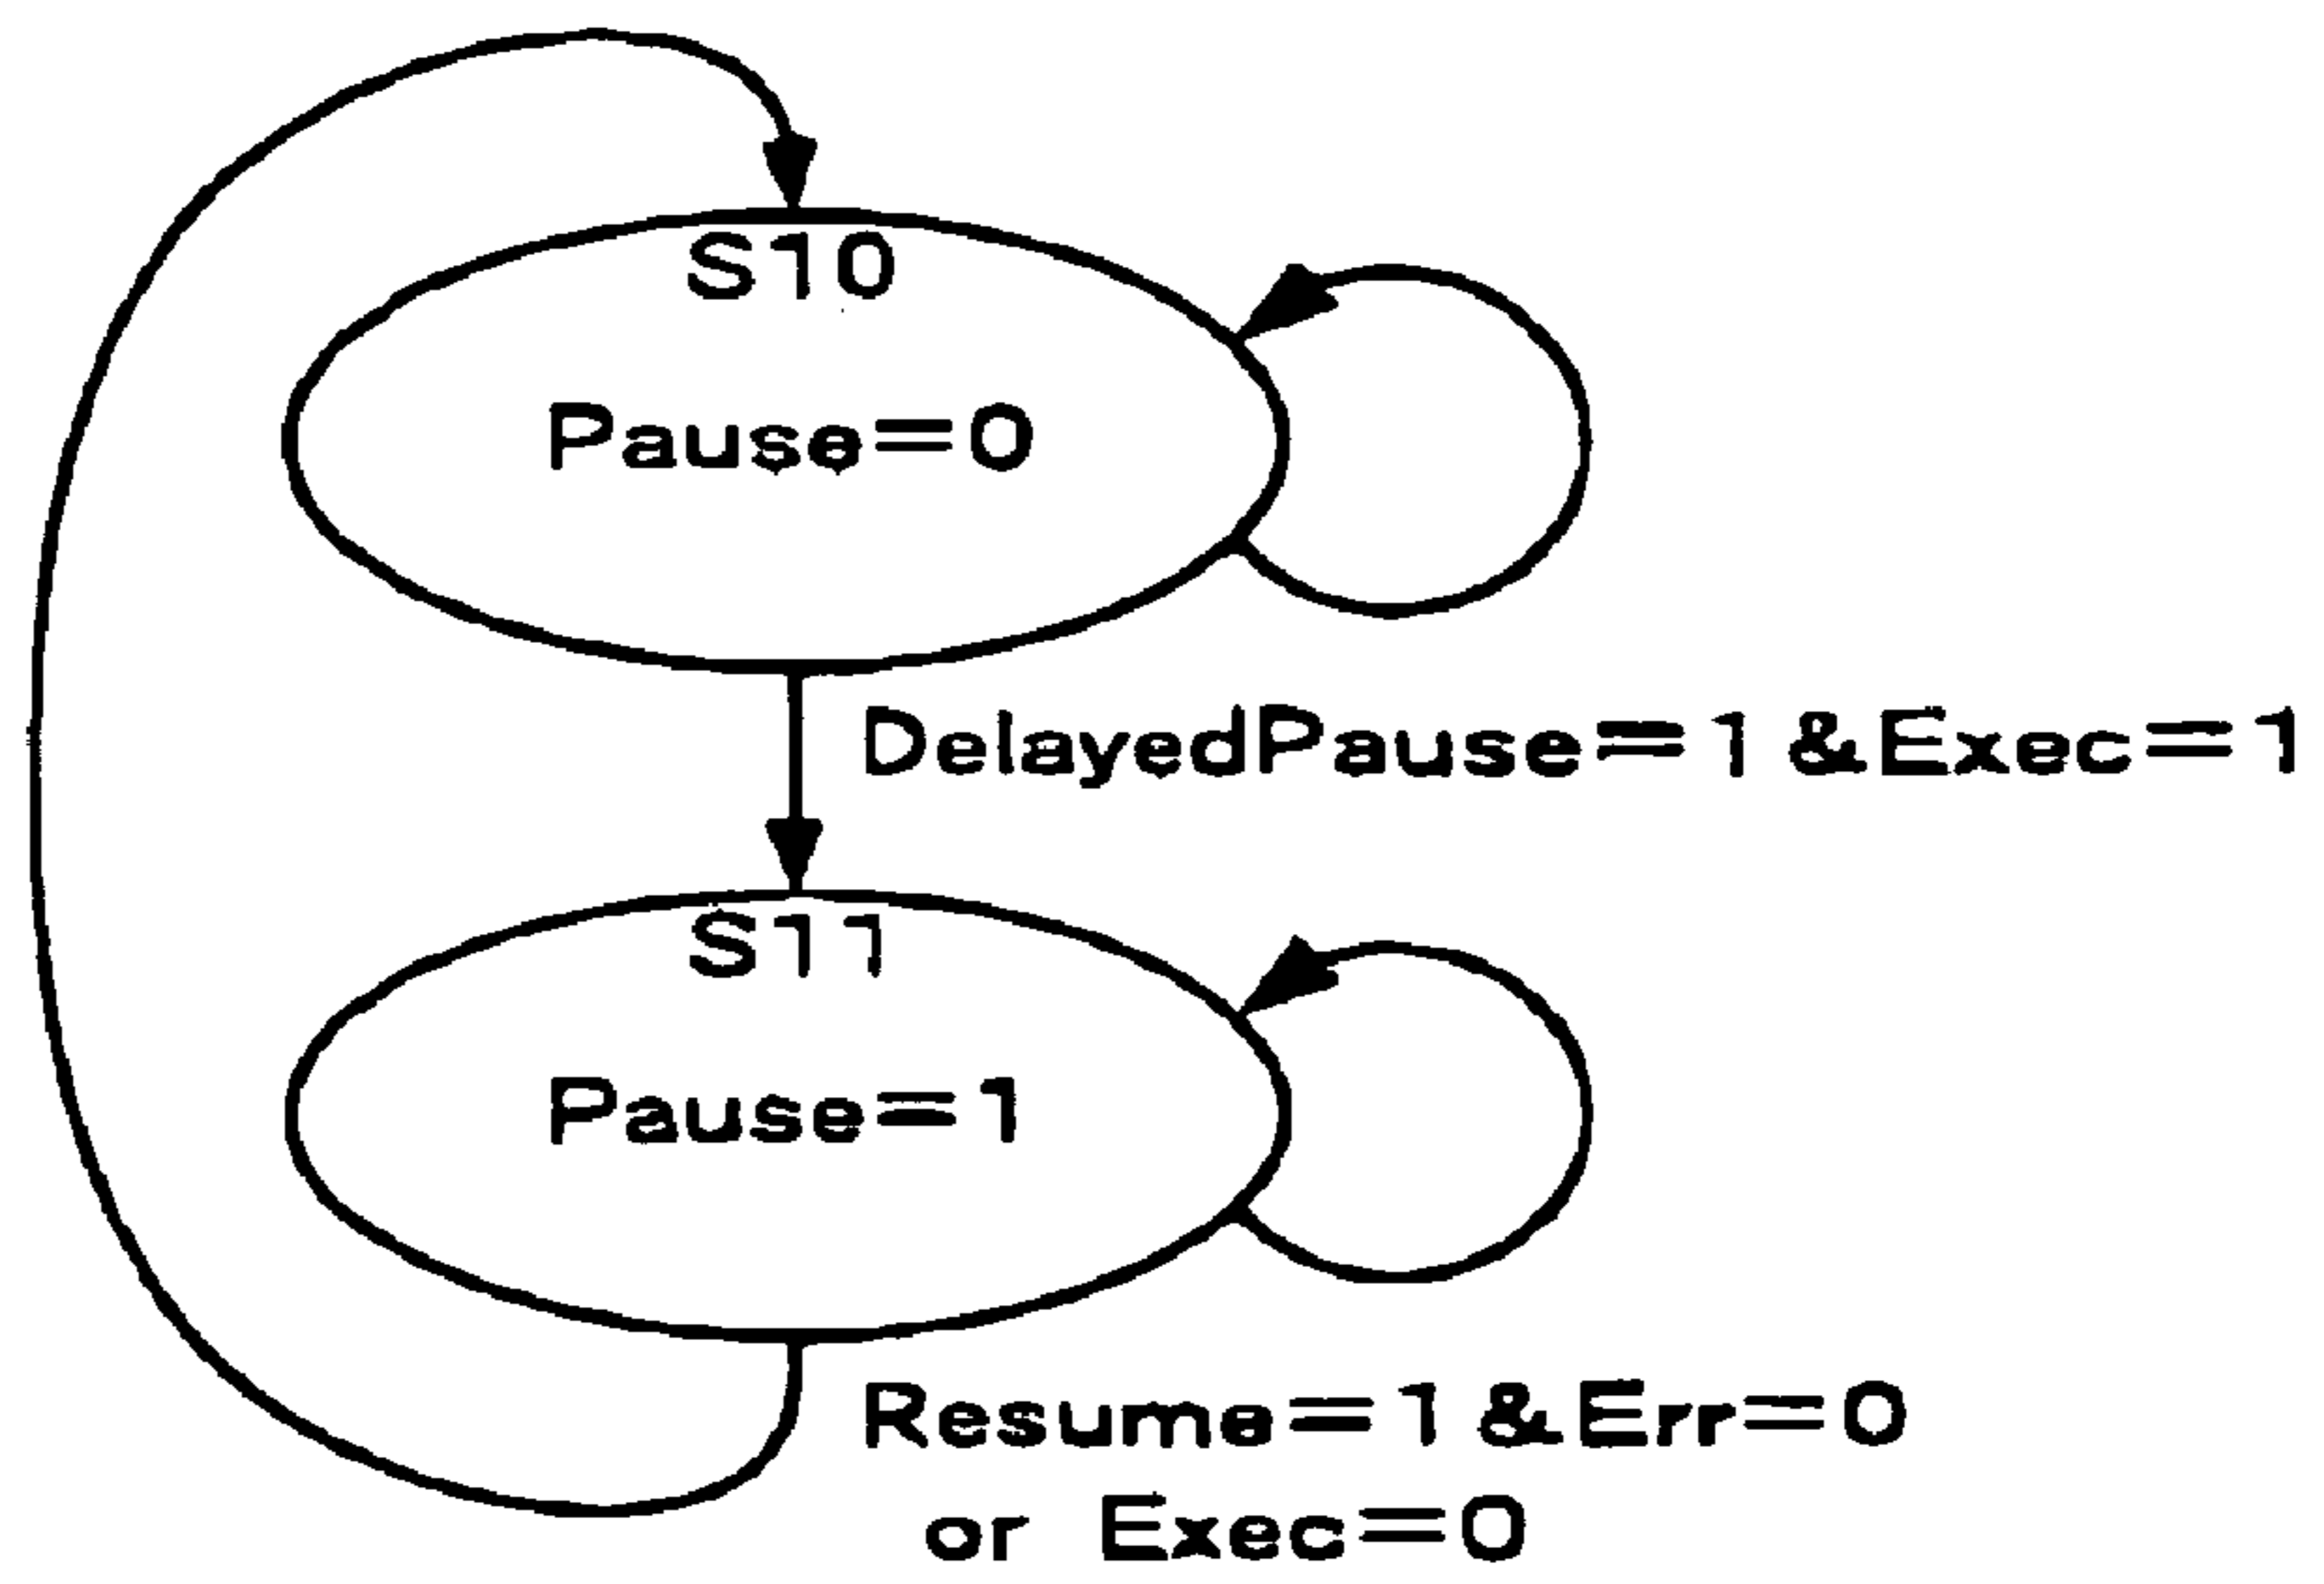 S10
Pause=0
DelayedPause=1 &Exec=1
S11
Pause=1
Resume=1 &Err=0
or Exec=0